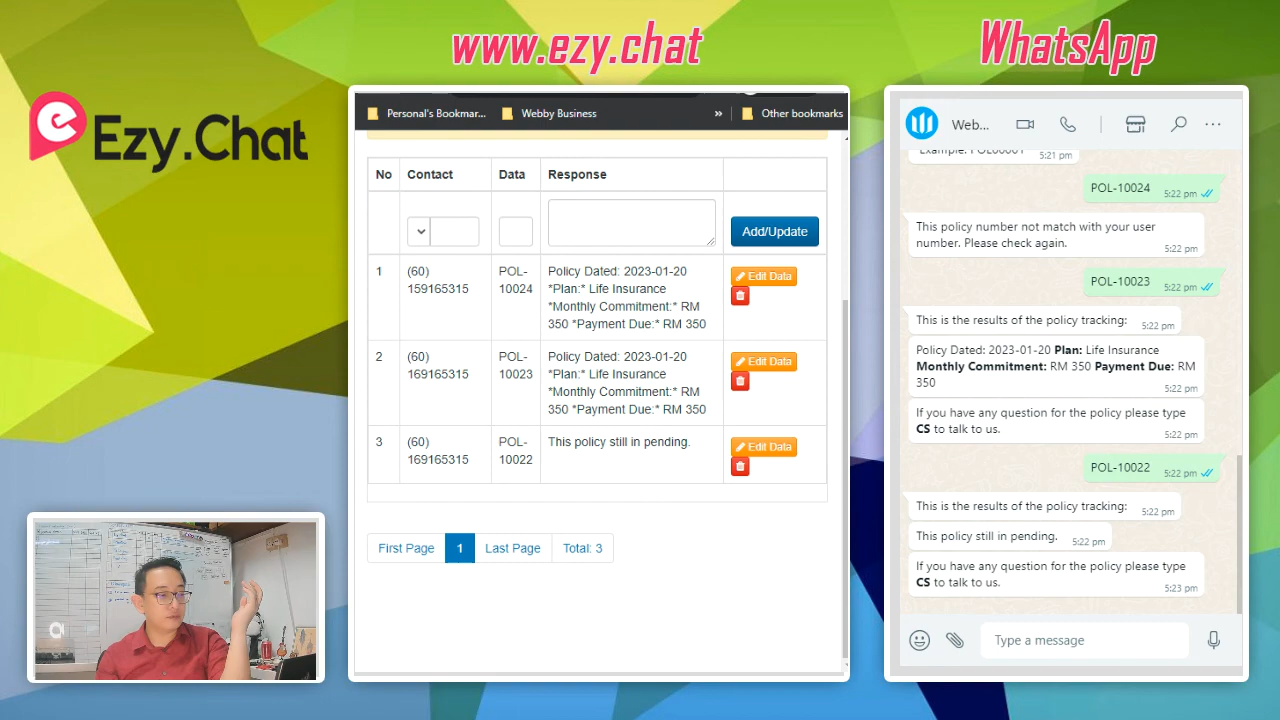 www.ezy.chat
WhatsApp
Ezy.Chat
Personal's Bookmar...
Webby Business
»
Other bookmarks
No
Contact
Data
Response
Add/Update
1
(60)
159165315
POL-
10024
Policy Dated: 2023-01-20
*Plan:* Life Insurance
*Monthly Commitment:* RM
350 *Payment Due:* RM 350
Edit Data
2
(60)
169165315
POL-
10023
Policy Dated: 2023-01-20
*Plan:* Life Insurance
*Monthly Commitment:* RM
350 *Payment Due:* RM 350
Edit Data
3
(60)
169165315
POL-
10022
This policy still in pending.
Edit Data
First Page
1
Last Page
Total: 3
Web...
Example: POL00001
5:21 pm
POL-10024
5:22 pm
This policy number not match with your user
number. Please check again.
5:22 pm
POL-10023
5:22 pm
This is the results of the policy tracking:
5:22 pm
Policy Dated: 2023-01-20 Plan: Life Insurance
Monthly Commitment: RM 350 Payment Due: RM
350
5:22 pm
If you have any question for the policy please type
CS to talk to us.
5:22 pm
POL-10022
5:22 pm
This is the results of the policy tracking:
5:22 pm
This policy still in pending.
5:22 pm
If you have any question for the policy please type
CS to talk to us.
5:23 pm
Type a message